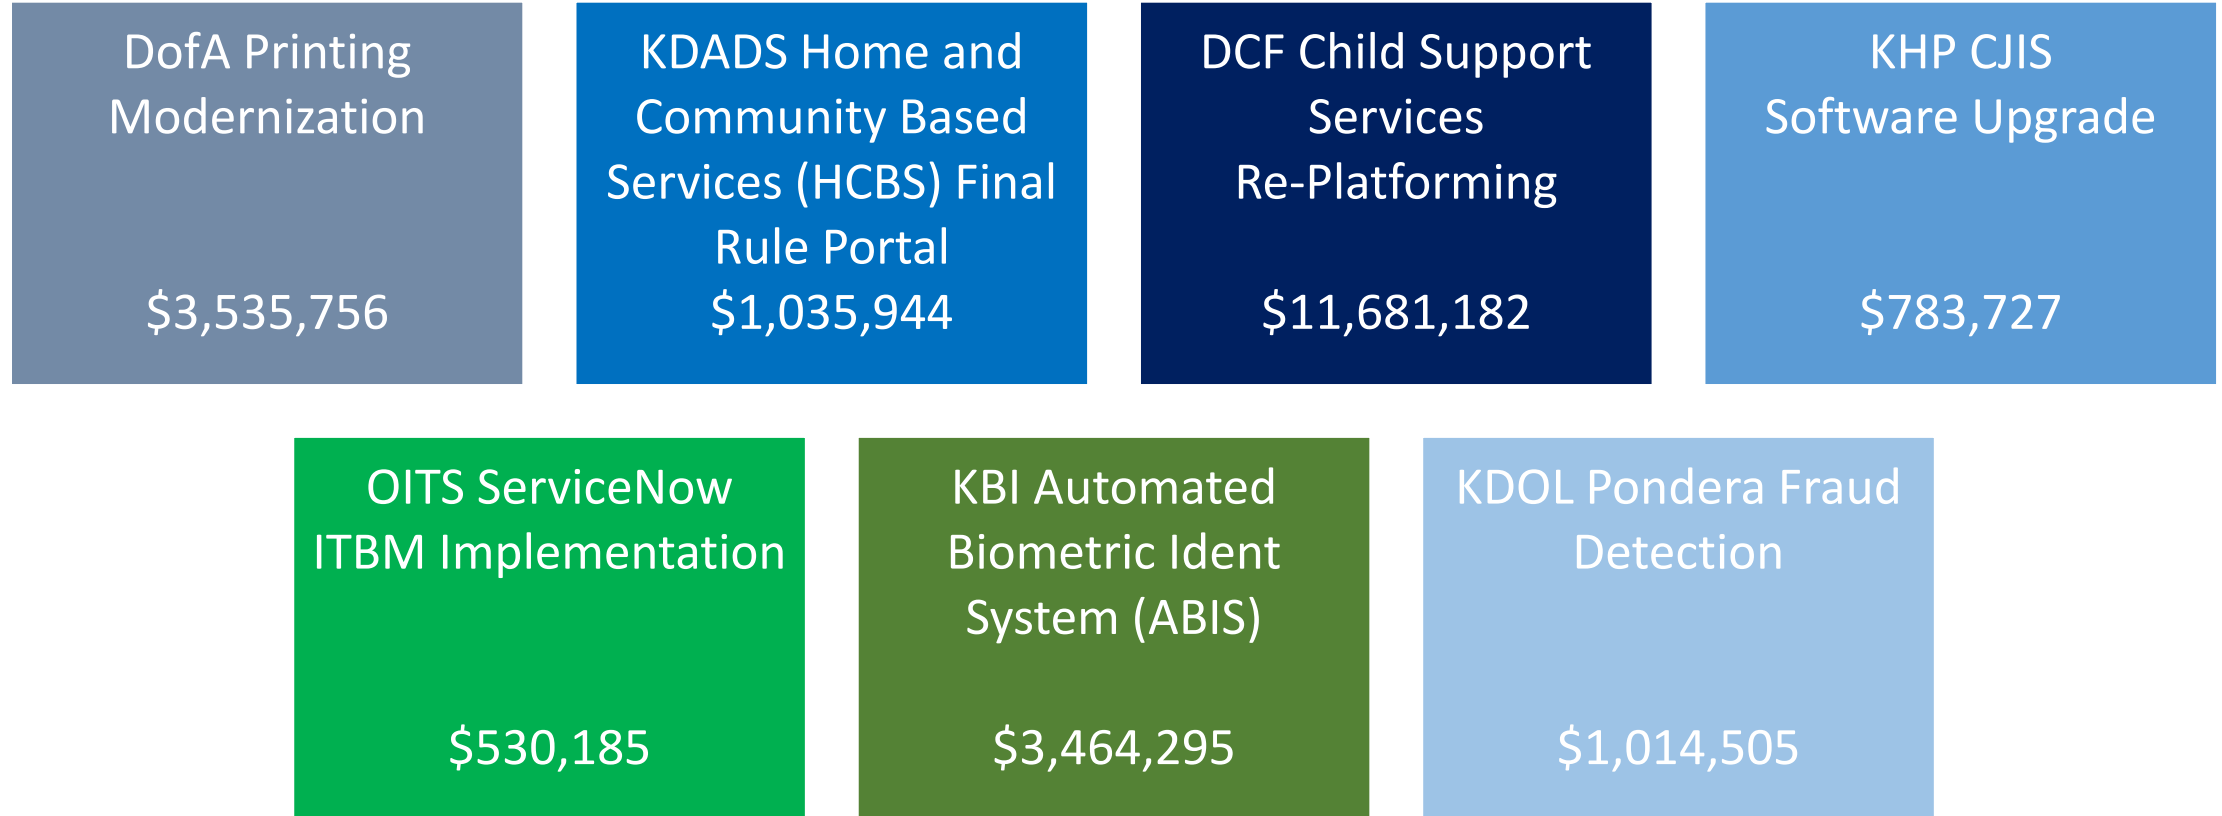 DofA Printing
Modernization
$3,535,756
KDADS Home and
Community Based
Services (HCBS) Final
Rule Portal
$1,035,944
DCF Child Support
Services
Re-Platforming
$11,681,182
KHP CJIS
Software Upgrade
$783,727
OITS ServiceNow
ITBM Implementation
$530,185
KBI Automated
Biometric Ident
System (ABIS)
$3,464,295
KDOL Pondera Fraud
Detection
$1,014,505